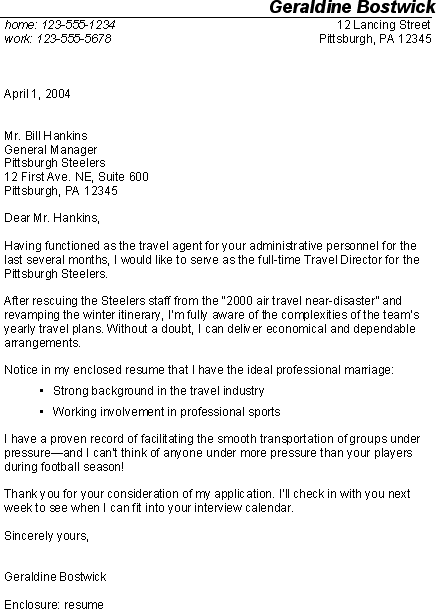 Geraldine Bostwick
home: 123-555-1234
12 Lancing Street
work: 123-555-5678
Pittsburgh, PA 12345
April 1, 2004
Mr. Bill Hankins
General Manager
Pittsburgh Steelers
12 First Ave. NE, Suite 600
Pittsburgh, PA 12345
Dear Mr. Hankins,
Having functioned as the travel agent for your administrative personnel for the
last several months, I would like to serve as the full-time Travel Director for the
Pittsburgh Steelers.
After rescuing the Steelers staff from the "2000 air travel near-disaster" and
revamping the winter itinerary, I'm fully aware of the complexities of the team's
yearly travel plans. Without a doubt, I can deliver economical and dependable
arrangements.
Notice in my enclosed resume that I have the ideal professional marriage:
• Strong background in the travel industry
• Working involvement in professional sports
I have a proven record of facilitating the smooth transportation of groups under
pressure—and I can't think of anyone under more pressure than your players
during football season!
Thank you for your consideration of my application. I'll check in with you next
week to see when I can fit into your interview calendar.
Sincerely yours,
Geraldine Bostwick
Enclosure: resume